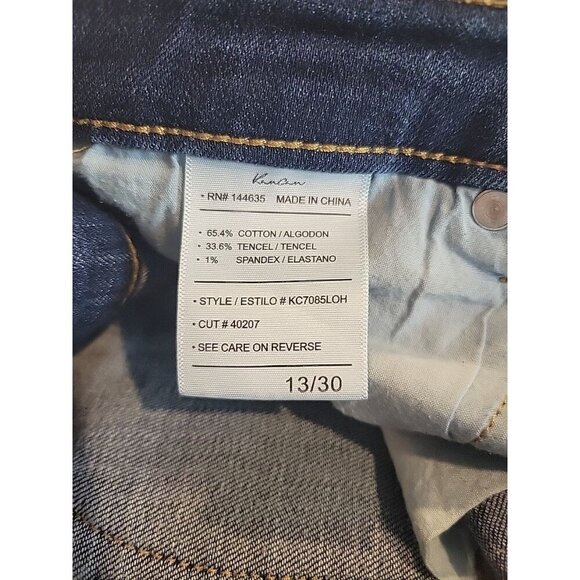 KanCan
• RN# 144635 MADE IN CHINA
• 65.4% COTTON / ALGODON
• 33.6% TENCEL / TENCEL
• 1% SPANDEX / ELASTANO
• STYLE / ESTILO # KC7085LOH
• CUT # 40207
• SEE CARE ON REVERSE
13/30